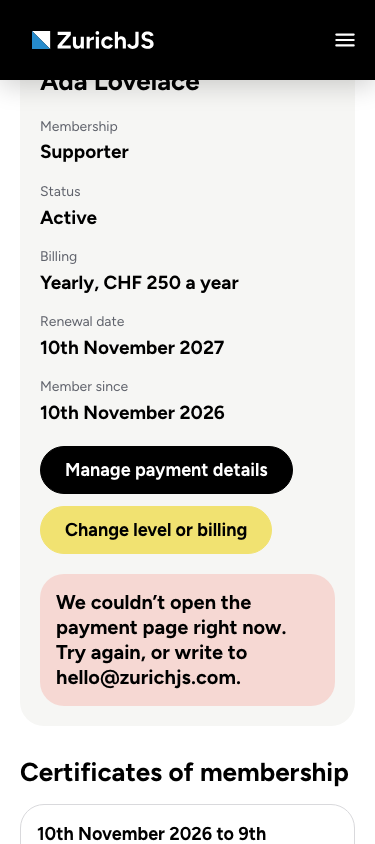 ZurichJS
Ada Lovelace
Membership
Supporter
Status
Active
Billing
Yearly, CHF 250 a year
Renewal date
10th November 2027
Member since
10th November 2026
Manage payment details
Change level or billing
We couldn’t open the
payment page right now.
Try again, or write to
hello@zurichjs.com.
Certificates of membership
10th November 2026 to 9th